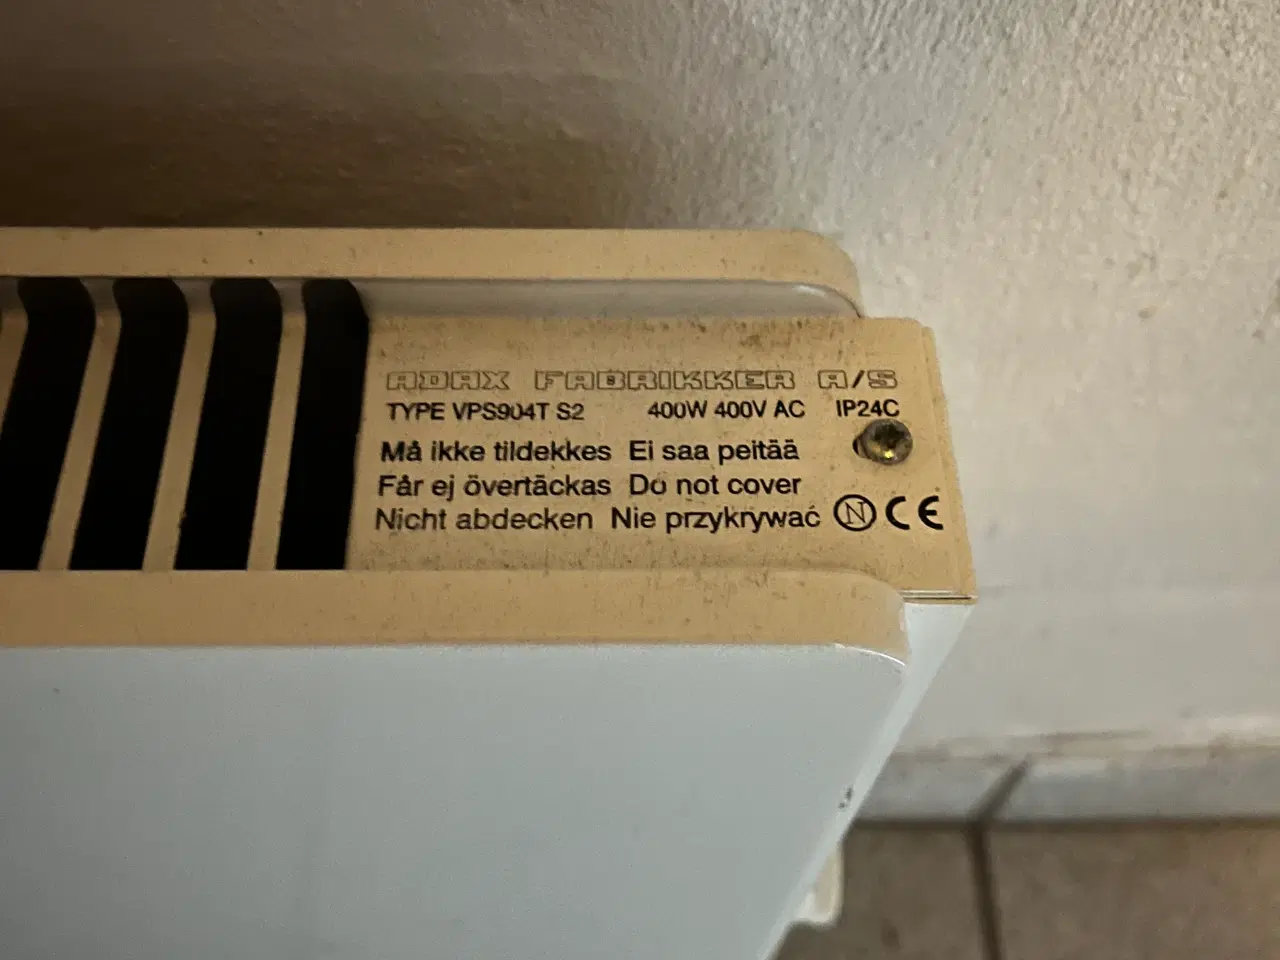 ADAX FABRIKKER A/S
TYPE VPS904T S2 400W 400V AC IP24C
Må ikke tildekkes Ei saa peitää
Får ej övertäckas Do not cover
Nicht abdecken Nie przykrywać N CE